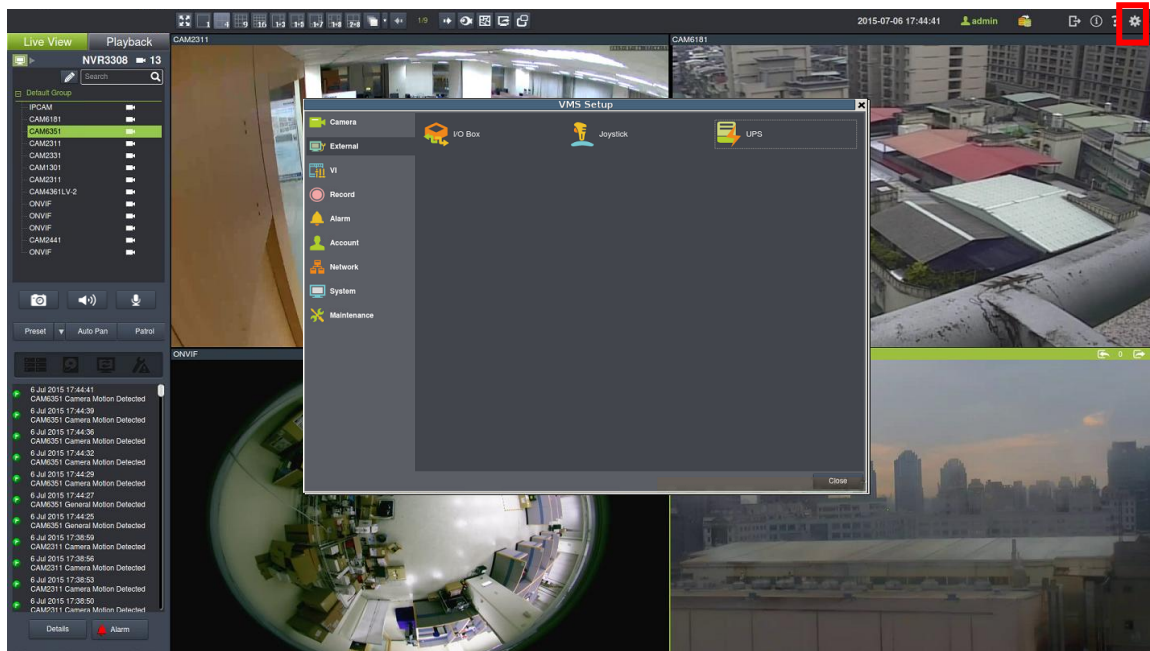 1/9
2015-07-06 17:44:41
admin
Live View Playback
NVR3308 13
Search
Default Group
IPCAM
CAM6181
CAM6351
CAM2311
CAM2331
CAM1301
CAM2311
CAM4361LV-2
ONVIF
ONVIF
ONVIF
CAM2441
ONVIF
Preset Auto Pan Patrol
6 Jul 2015 17:44:41
CAM6351 Camera Motion Detected
6 Jul 2015 17:44:39
CAM6351 Camera Motion Detected
6 Jul 2015 17:44:36
CAM6351 Camera Motion Detected
6 Jul 2015 17:44:32
CAM6351 Camera Motion Detected
6 Jul 2015 17:44:29
CAM6351 Camera Motion Detected
6 Jul 2015 17:44:27
CAM6351 General Motion Detected
6 Jul 2015 17:44:25
CAM6351 General Motion Detected
6 Jul 2015 17:38:59
CAM2311 Camera Motion Detected
6 Jul 2015 17:38:56
CAM2311 Camera Motion Detected
6 Jul 2015 17:38:53
CAM2311 Camera Motion Detected
6 Jul 2015 17:38:50
CAM2311 Camera Motion Detected
Details Alarm
CAM2311
CAM6181
ONVIF
0
VMS Setup
Camera
External
VI
Record
Alarm
Account
Network
System
Maintenance
I/O Box Joystick UPS
Close